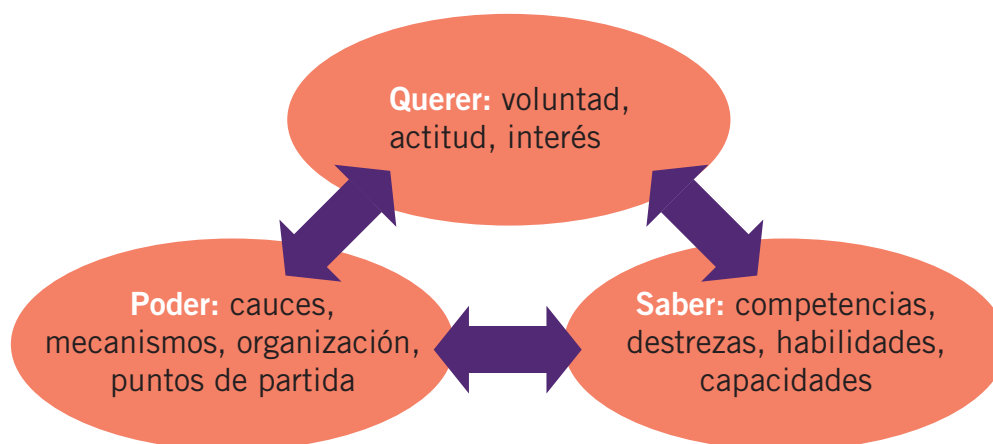 Querer: voluntad,
actitud, interés
Poder: cauces,
mecanismos, organización,
puntos de partida
Saber: competencias,
destrezas, habilidades,
capacidades